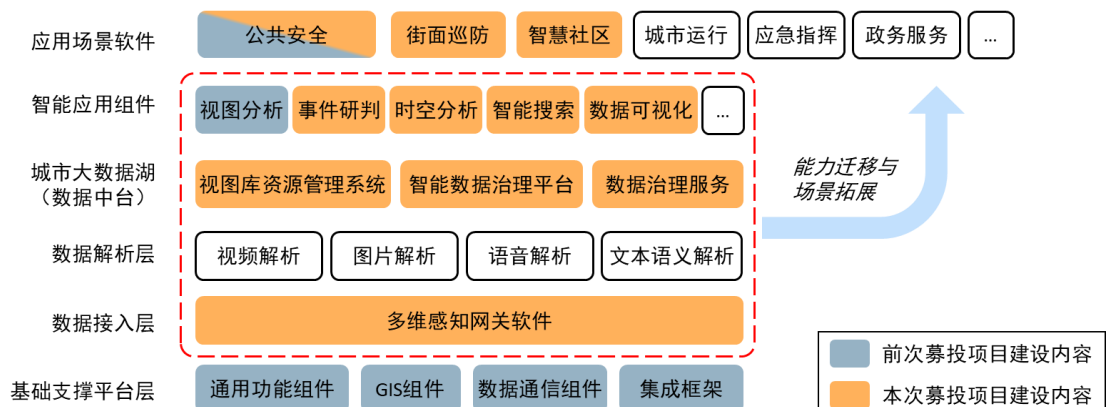 应用场景软件
公共安全
街面巡防
智慧社区
城市运行
应急指挥
政务服务
...
智能应用组件
视图分析
事件研判
时空分析
智能搜索
数据可视化
...
城市大数据湖
（数据中台）
视图库资源管理系统
智能数据治理平台
数据治理服务
能力迁移与
场景拓展
数据解析层
视频解析
图片解析
语音解析
文本语义解析
数据接入层
多维感知网关软件
基础支撑平台层
通用功能组件
GIS组件
数据通信组件
集成框架
前次募投项目建设内容
本次募投项目建设内容